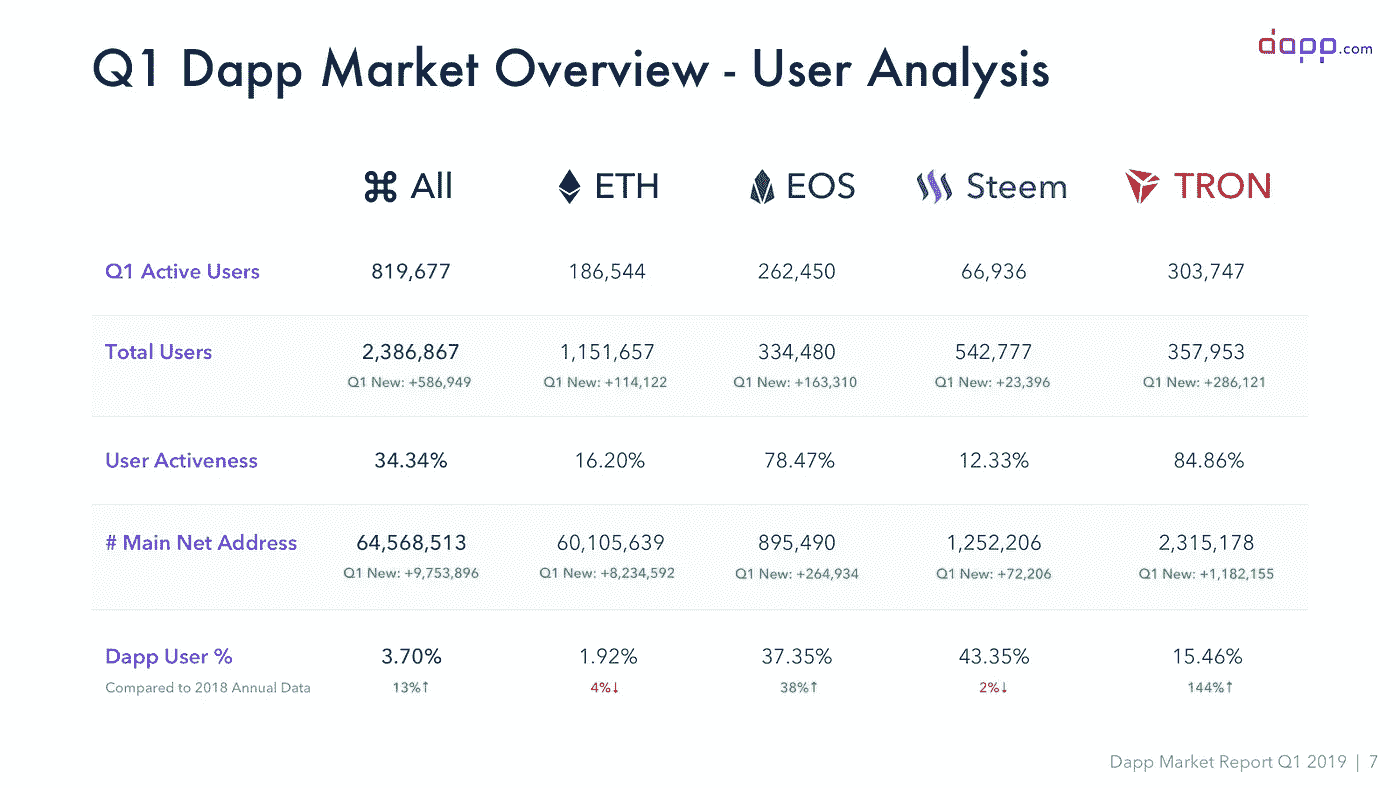 Q1 Dapp Market Overview - User Analysis
dapp.com
All ETH EOS Steem TRON
Q1 Active Users 819,677 186,544 262,450 66,936 303,747
Total Users 2,386,867 1,151,657 334,480 542,777 357,953
Q1 New: +586,949 Q1 New: +114,122 Q1 New: +163,310 Q1 New: +23,396 Q1 New: +286,121
User Activeness 34.34% 16.20% 78.47% 12.33% 84.86%
# Main Net Address 64,568,513 60,105,639 895,490 1,252,206 2,315,178
Q1 New: +9,753,896 Q1 New: +8,234,592 Q1 New: +264,934 Q1 New: +72,206 Q1 New: +1,182,155
Dapp User % 3.70% 1.92% 37.35% 43.35% 15.46%
Compared to 2018 Annual Data 13%↑ 4%↓ 38%↑ 2%↓ 144%↑
Dapp Market Report Q1 2019 | 7